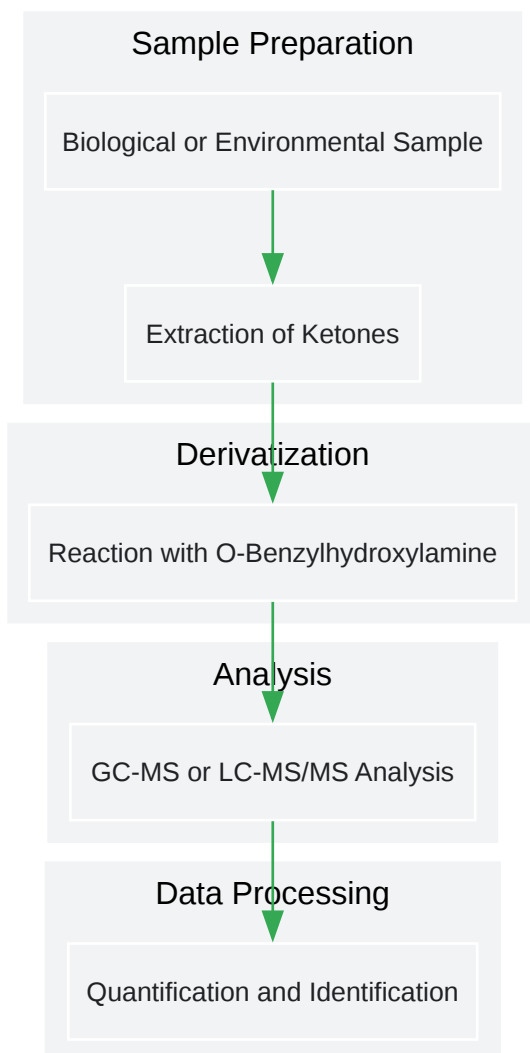 Sample Preparation
Biological or Environmental Sample
Extraction of Ketones
Derivatization
Reaction with O-Benzylhydroxylamine
Analysis
GC-MS or LC-MS/MS Analysis
Data Processing
Quantification and Identification